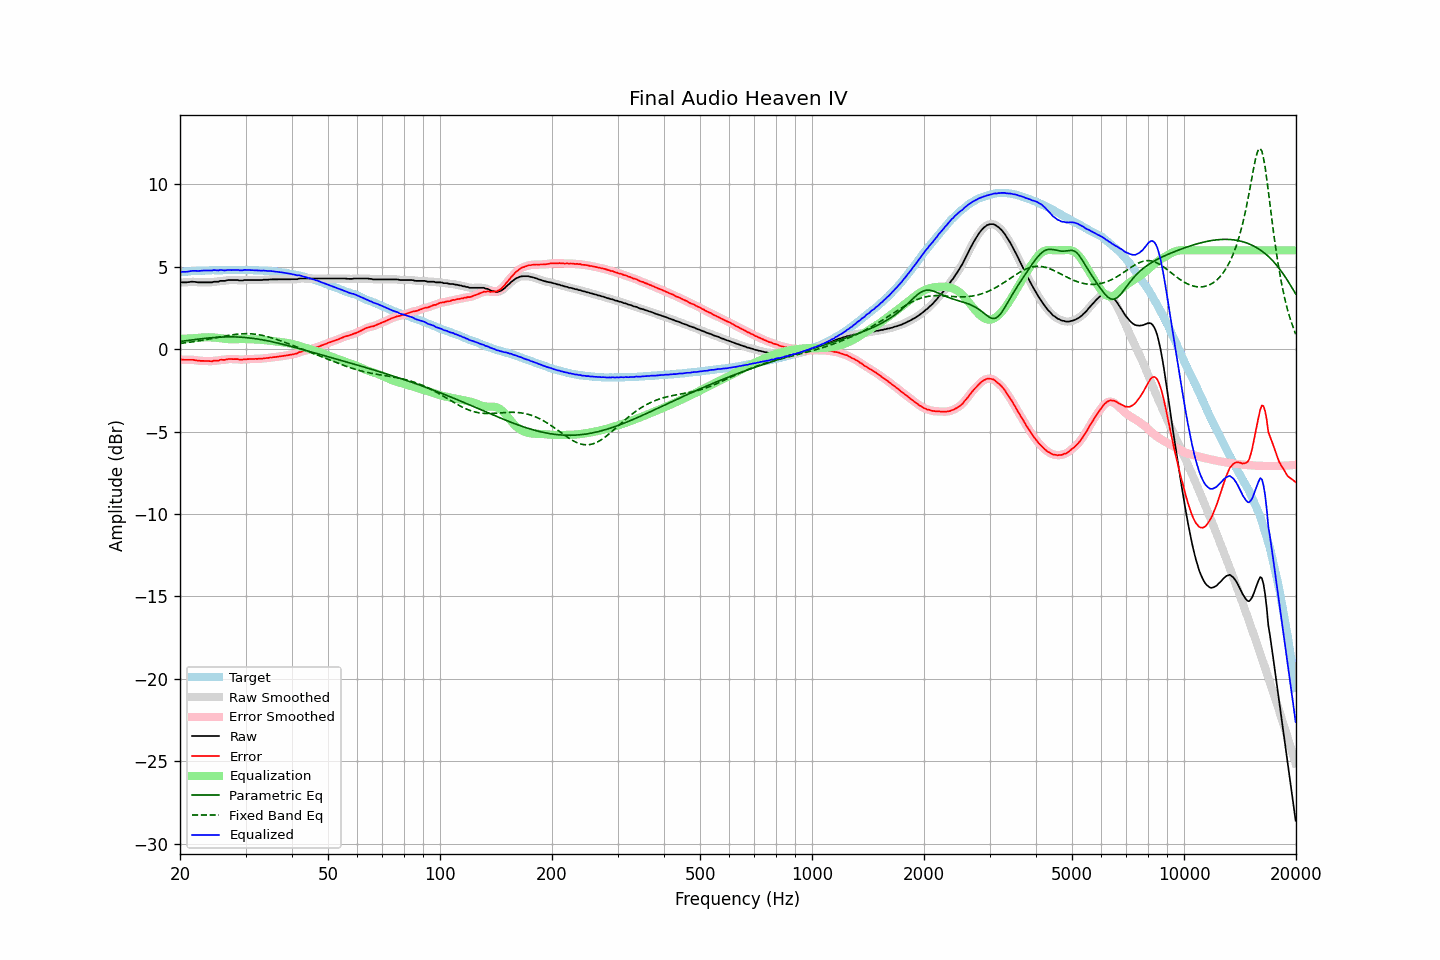 Final Audio Heaven IV
Amplitude (dBr)
10
5
0
−5
−10
−15
−20
−25
−30
Target
Raw Smoothed
Error Smoothed
Raw
Error
Equalization
Parametric Eq
Fixed Band Eq
Equalized
20 50 100 200 500 1000 2000 5000 10000 20000
Frequency (Hz)